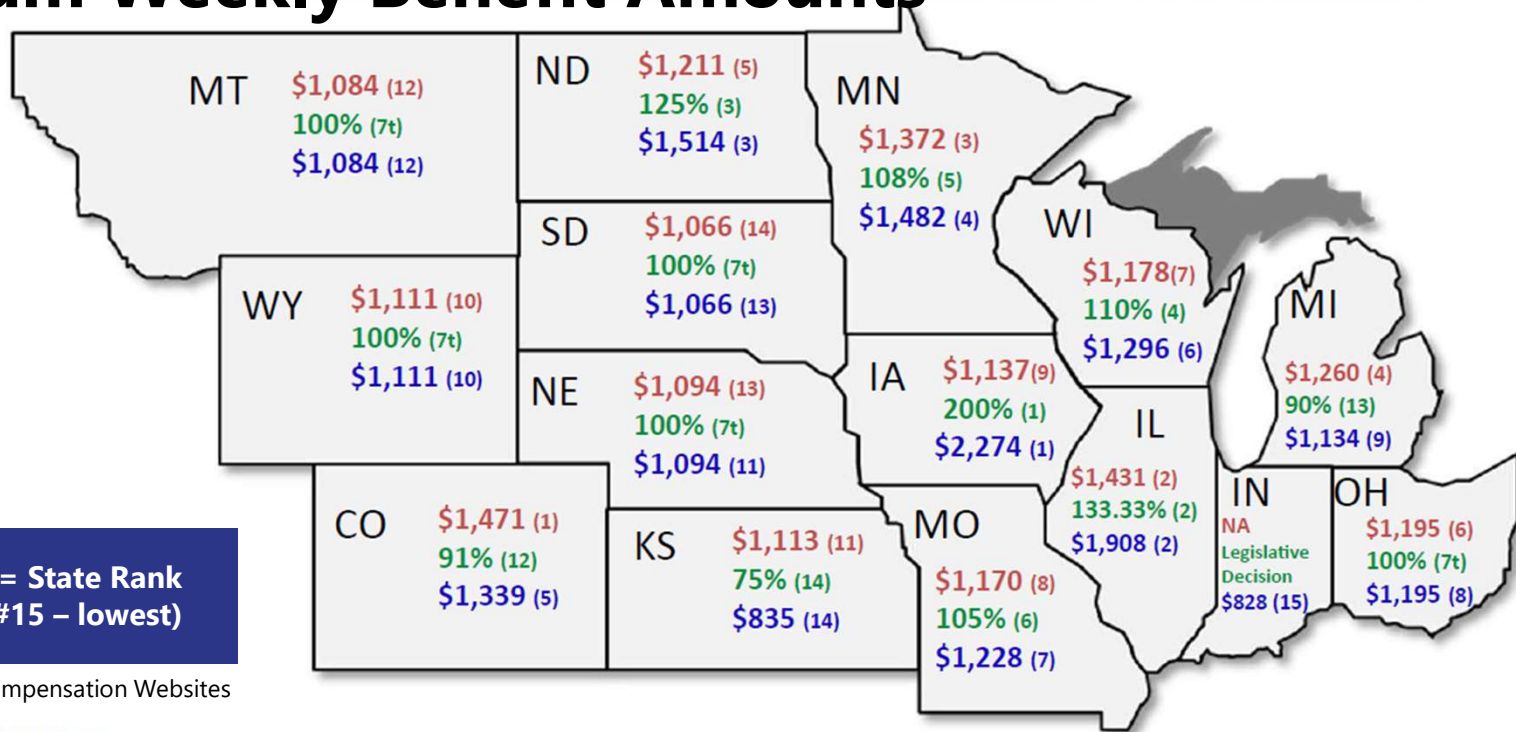 Weekly Benefit Amounts
MT
$1,084 (12)
100% (7t)
$1,084 (12)
ND
$1,211 (5)
125% (3)
$1,514 (3)
MN
$1,372 (3)
108% (5)
$1,482 (4)
SD
$1,066 (14)
100% (7t)
$1,066 (13)
WI
$1,178(7)
110% (4)
$1,296 (6)
WY
$1,111 (10)
100% (7t)
$1,111 (10)
MI
$1,260 (4)
90% (13)
$1,134 (9)
NE
$1,094 (13)
100% (7t)
$1,094 (11)
IA
$1,137(9)
200% (1)
$2,274 (1)
IL
$1,431 (2)
133.33% (2)
$1,908 (2)
IN
NA
Legislative
Decision
$828 (15)
OH
$1,195 (6)
100% (7t)
$1,195 (8)
CO
$1,471 (1)
91% (12)
$1,339 (5)
KS
$1,113 (11)
75% (14)
$835 (14)
MO
$1,170 (8)
105% (6)
$1,228 (7)
= State Rank
#15 – lowest)
mpensation Websites